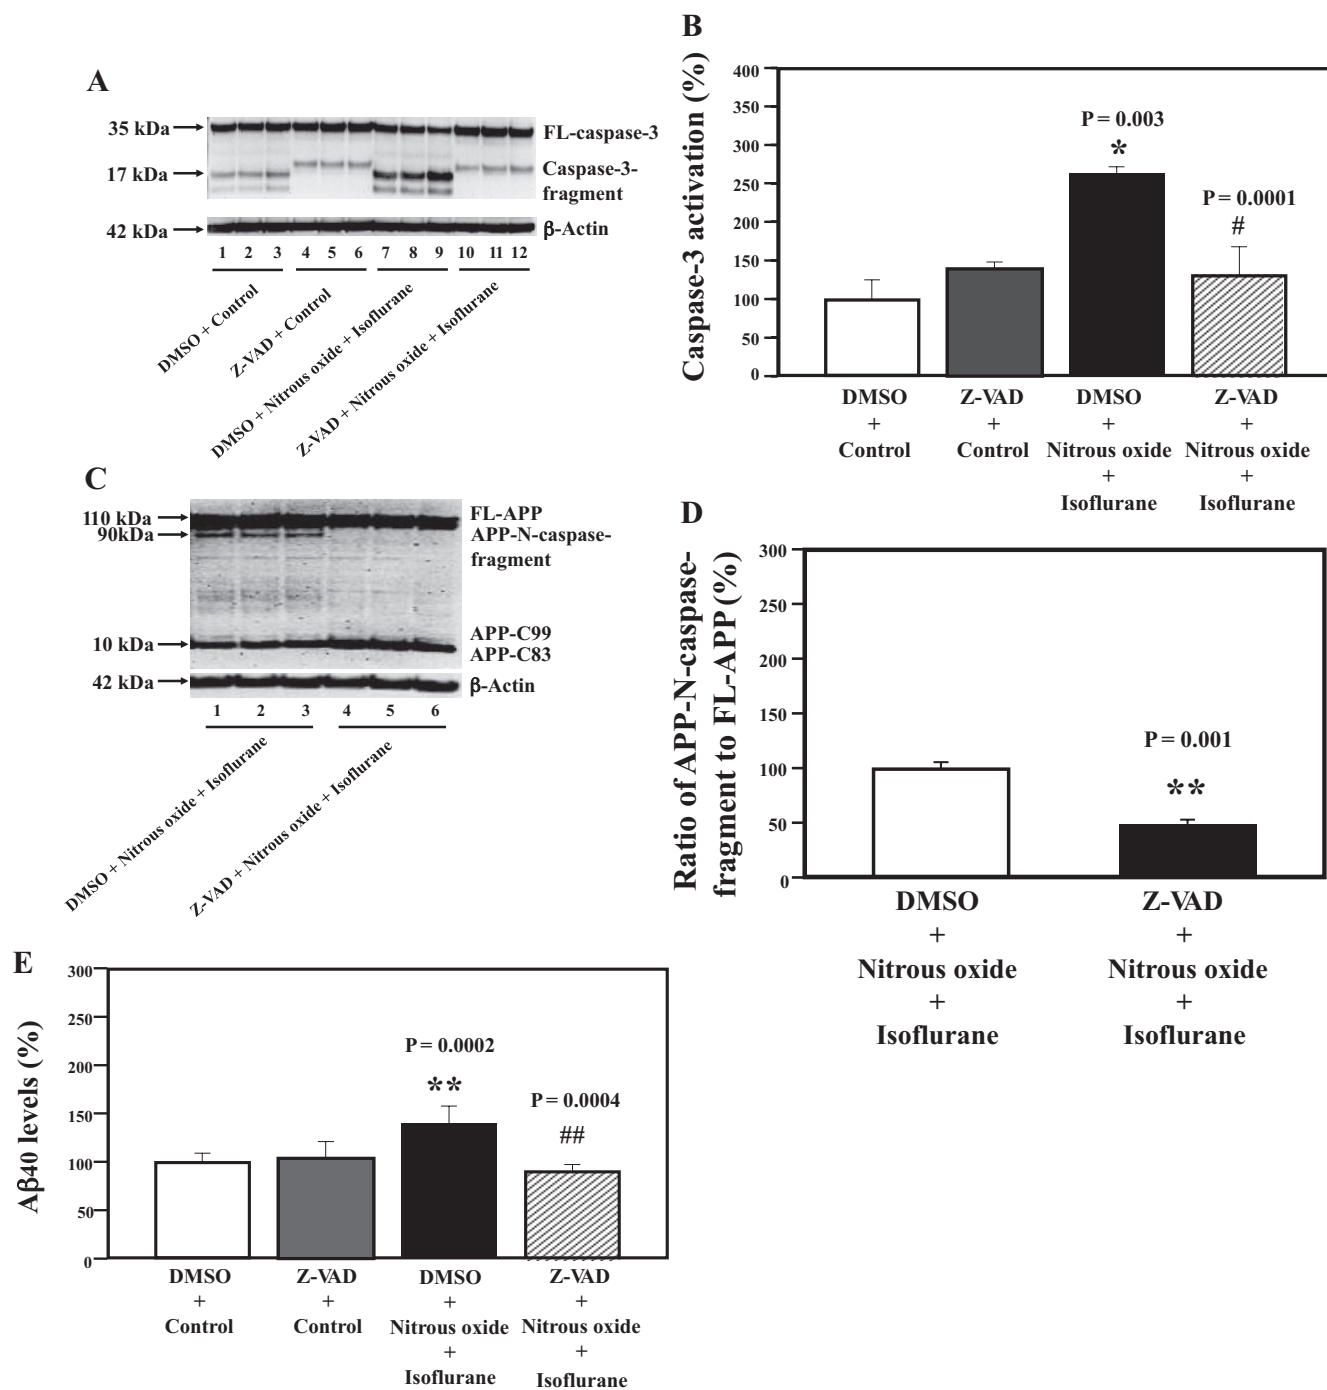 A
35 kDa
FL-caspase-3
17 kDa
Caspase-3-
fragment
42 kDa
β-Actin
1 2 3 4 5 6 7 8 9 10 11 12
DMSO + Control
Z-VAD + Control
DMSO + Nitrous oxide + Isoflurane
Z-VAD + Nitrous oxide + Isoflurane
B
Caspase-3 activation (%)
400
350
300
250
200
150
100
50
0
P = 0.003
*
P = 0.0001
#
DMSO Z-VAD DMSO Z-VAD
+ + + +
Control Control Nitrous oxide Nitrous oxide
+ +
Isoflurane Isoflurane
C
110 kDa
FL-APP
90kDa
APP-N-caspase-
fragment
10 kDa
APP-C99
APP-C83
42 kDa
β-Actin
1 2 3 4 5 6
DMSO + Nitrous oxide + Isoflurane
Z-VAD + Nitrous oxide + Isoflurane
D
Ratio of APP-N-caspase-
fragment to FL-APP (%)
300
250
200
150
100
50
0
P = 0.001
**
DMSO Z-VAD
+ +
Nitrous oxide Nitrous oxide
+ +
Isoflurane Isoflurane
E
Aβ40 levels (%)
300
250
200
150
100
50
0
P = 0.0002
**
P = 0.0004
##
DMSO Z-VAD DMSO Z-VAD
+ + + +
Control Control Nitrous oxide Nitrous oxide
+ +
Isoflurane Isoflurane